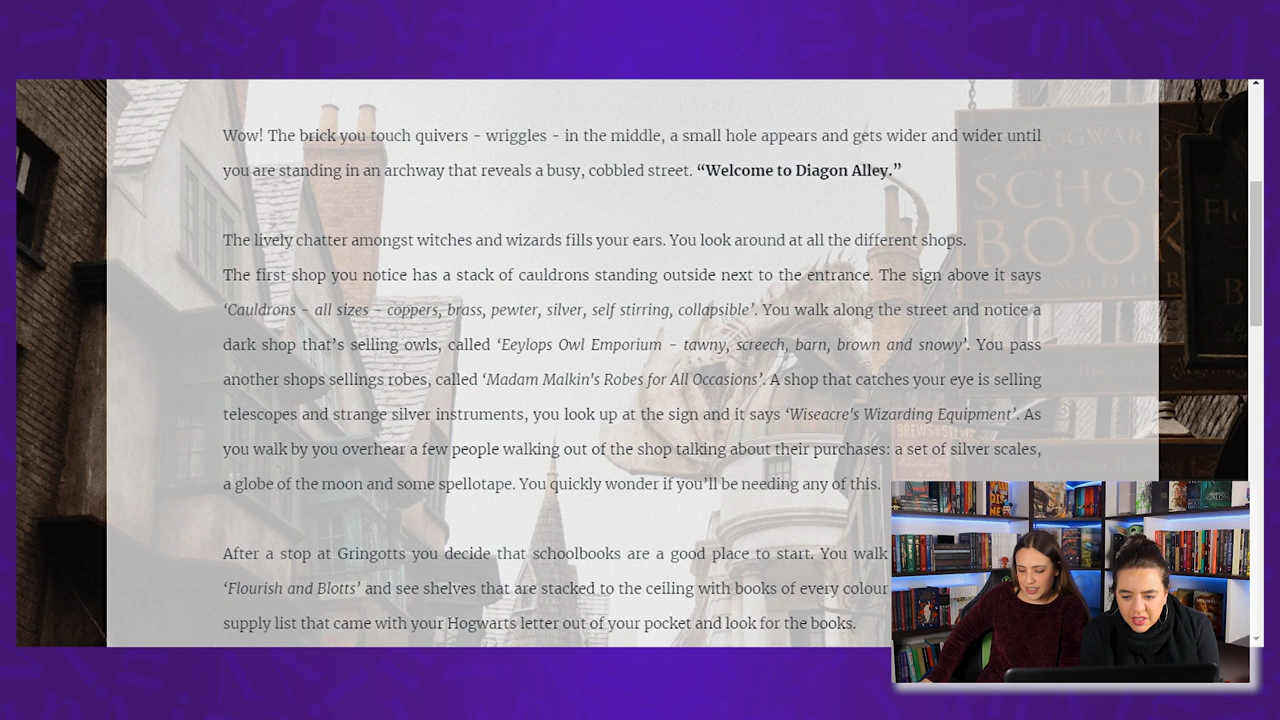 Wow! The brick you touch quivers - wriggles - in the middle, a small hole appears and gets wider and wider until
you are standing in an archway that reveals a busy, cobbled street. “Welcome to Diagon Alley.”
The lively chatter amongst witches and wizards fills your ears. You look around at all the different shops.
The first shop you notice has a stack of cauldrons standing outside next to the entrance. The sign above it says
‘Cauldrons - all sizes - coppers, brass, pewter, silver, self stirring, collapsible’. You walk along the street and notice a
dark shop that’s selling owls, called ‘Eeylops Owl Emporium - tawny, screech, barn, brown and snowy’. You pass
another shops sellings robes, called ‘Madam Malkin's Robes for All Occasions’. A shop that catches your eye is selling
telescopes and strange silver instruments, you look up at the sign and it says ‘Wiseacre's Wizarding Equipment’. As
you walk by you overhear a few people walking out of the shop talking about their purchases: a set of silver scales,
a globe of the moon and some spellotape. You quickly wonder if you’ll be needing any of this.
After a stop at Gringotts you decide that schoolbooks are a good place to start. You walk
‘Flourish and Blotts’ and see shelves that are stacked to the ceiling with books of every colour
supply list that came with your Hogwarts letter out of your pocket and look for the books.
HOGWARTS
SCHOO
BOOK
SOLD HER